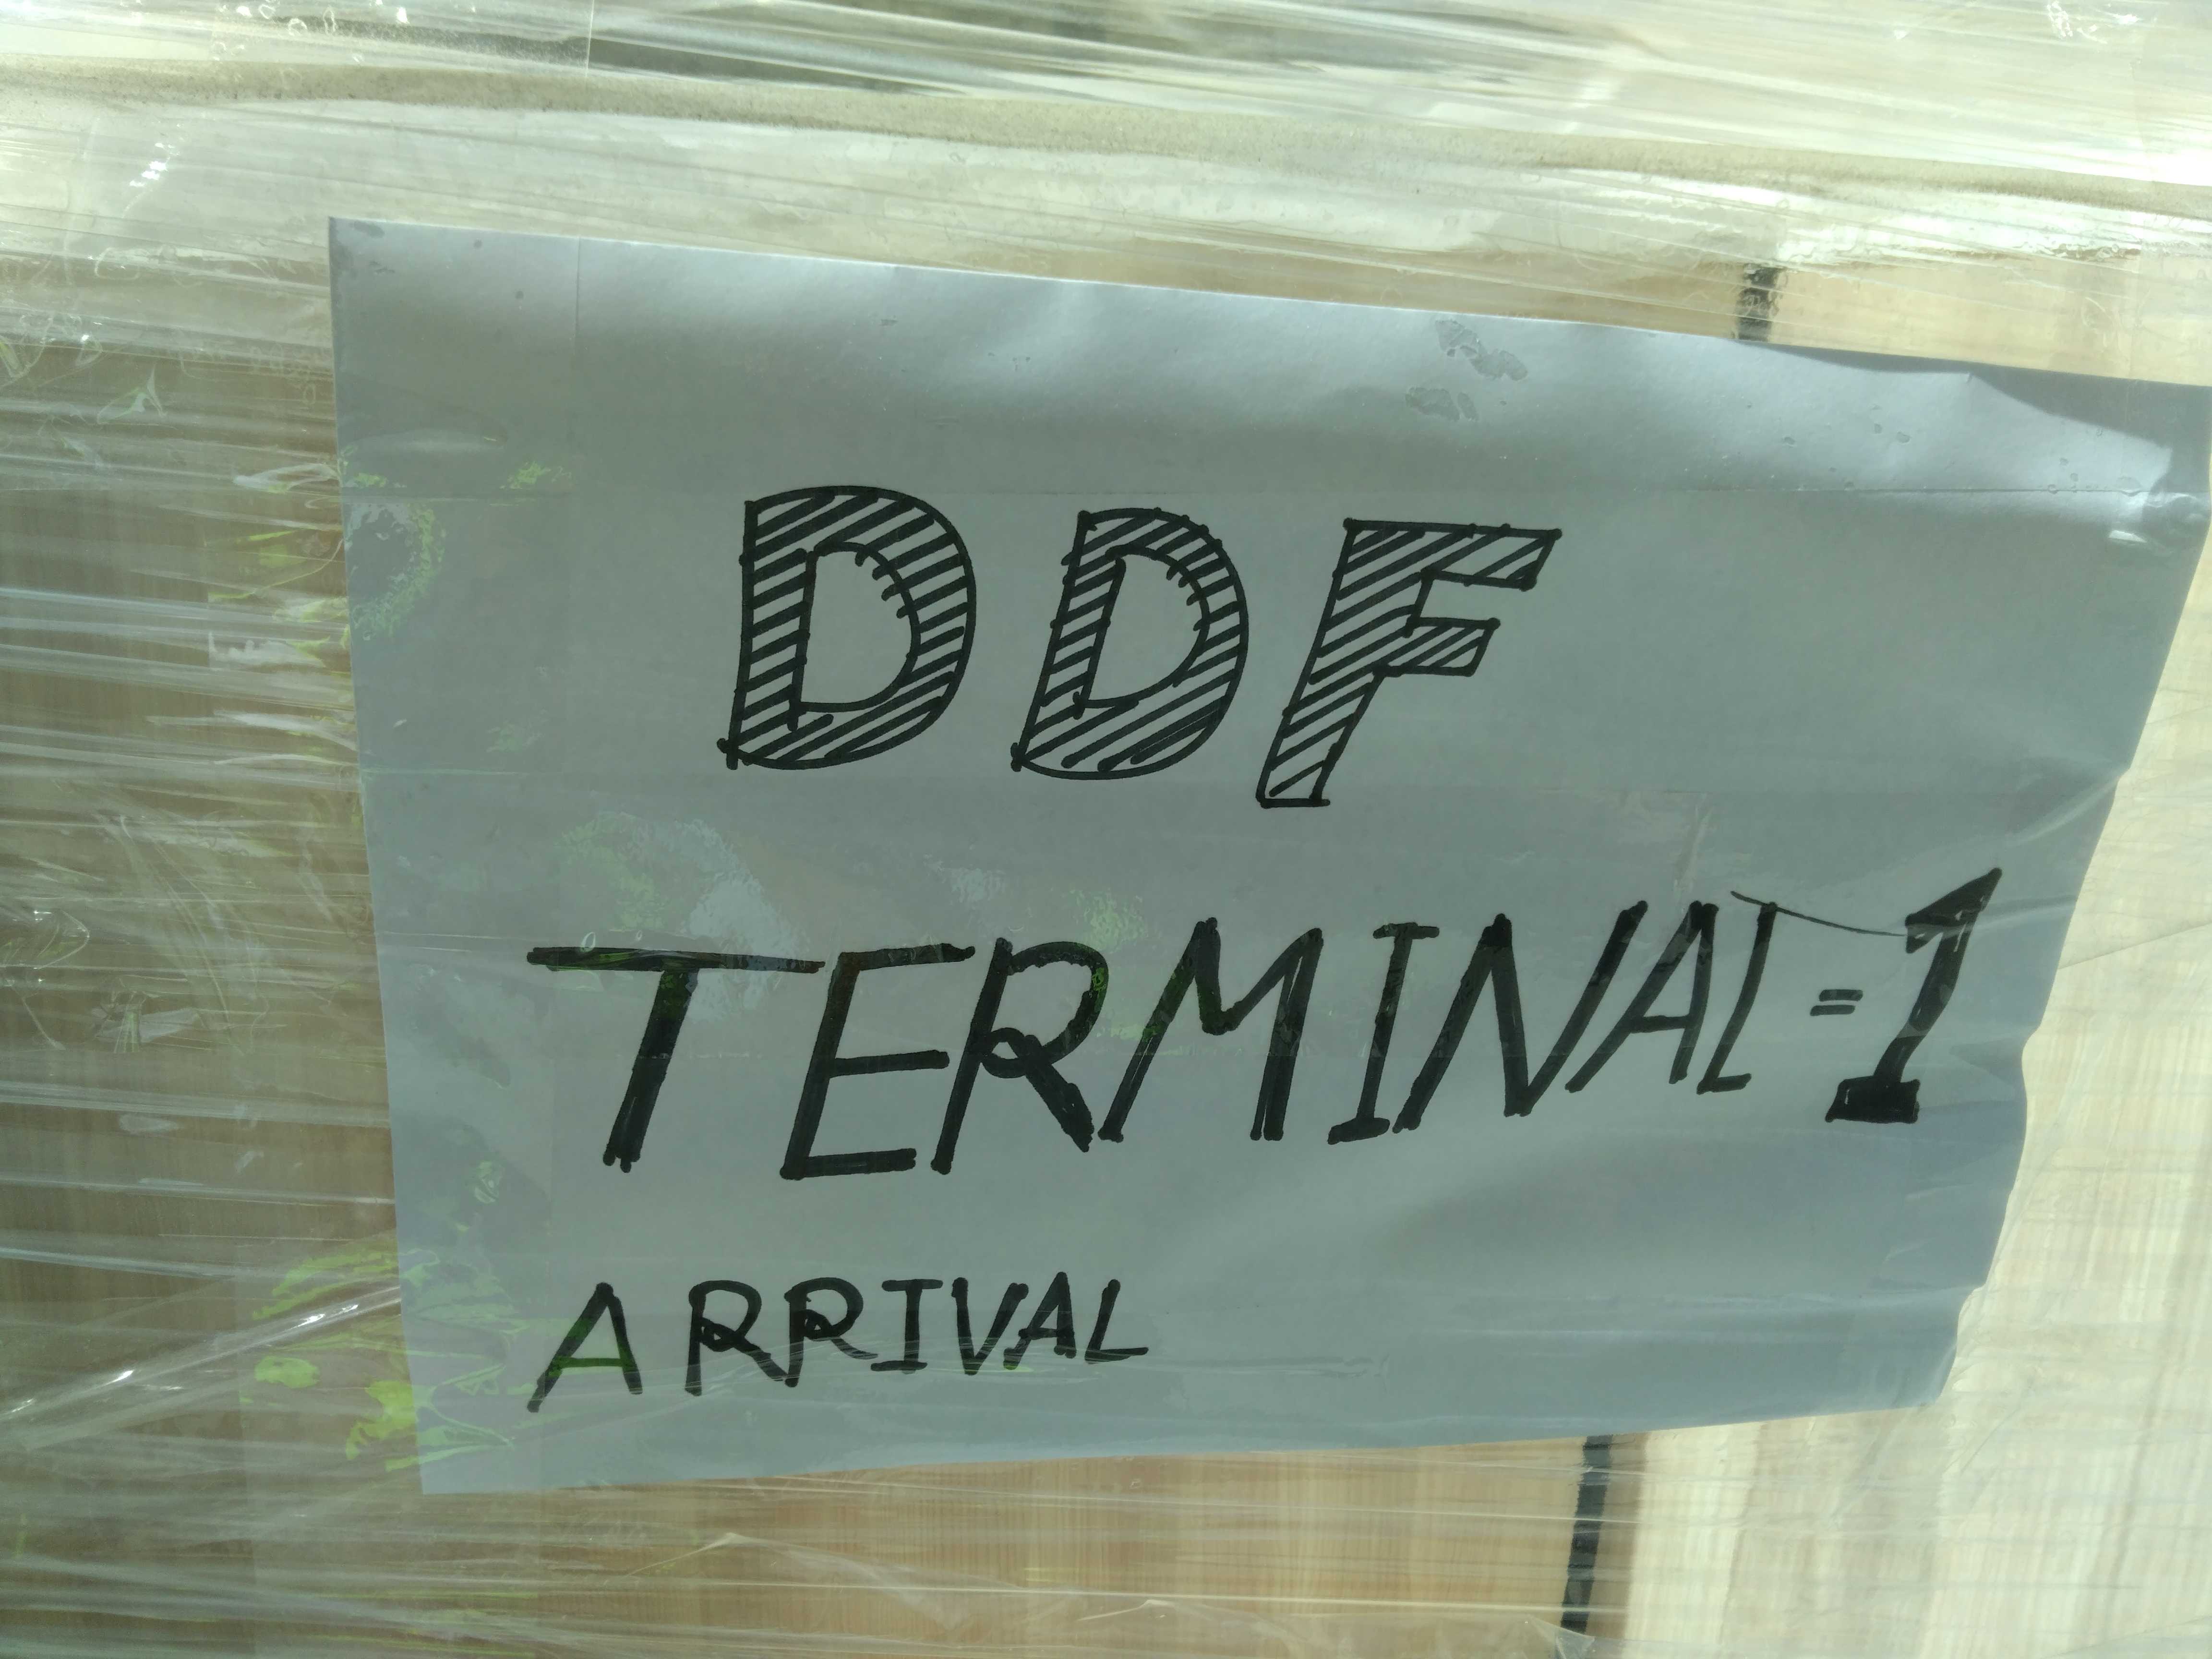 DDF
TERMINAL=1
ARRIVAL